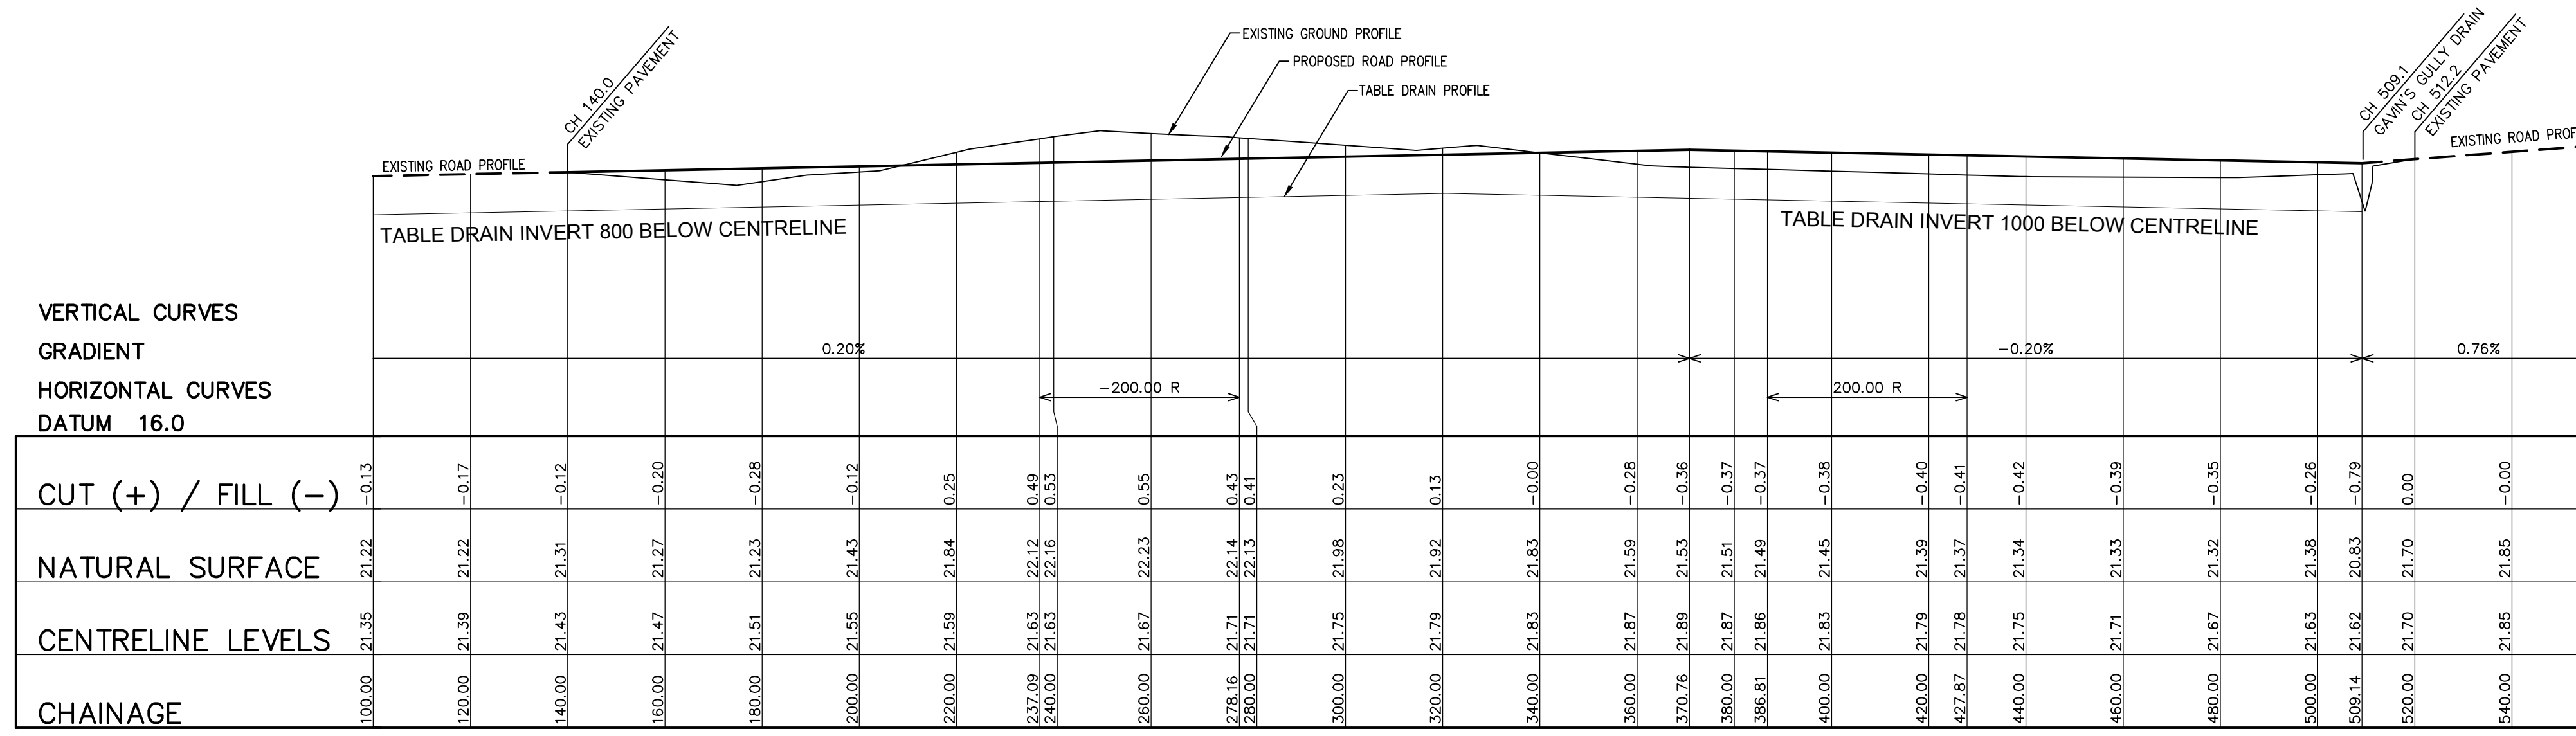 EXISTING GROUND PROFILE
PROPOSED ROAD PROFILE
TABLE DRAIN PROFILE
CH 140.0
EXISTING PAVEMENT
CH 509.1
GAVIN'S GULLY DRAIN
CH 512.2
EXISTING PAVEMENT
EXISTING ROAD PROFILE
EXISTING ROAD PROF
TABLE DRAIN INVERT 800 BELOW CENTRELINE
TABLE DRAIN INVERT 1000 BELOW CENTRELINE
VERTICAL CURVES
GRADIENT 0.20% -0.20% 0.76%
HORIZONTAL CURVES -200.00 R 200.00 R
DATUM 16.0
CUT (+) / FILL (-) -0.13 -0.17 -0.12 -0.20 -0.28 -0.12 0.25 0.49 0.53 0.55 0.43 0.41 0.23 0.13 -0.00 -0.28 -0.36 -0.37 -0.37 -0.38 -0.40 -0.41 -0.42 -0.39 -0.35 -0.26 -0.79 0.00 -0.00
NATURAL SURFACE 21.22 21.22 21.31 21.27 21.23 21.43 21.84 22.12 22.16 22.23 22.14 22.13 21.98 21.92 21.83 21.59 21.53 21.51 21.49 21.45 21.39 21.37 21.34 21.33 21.32 21.38 20.83 21.70 21.85
CENTRELINE LEVELS 21.35 21.39 21.43 21.47 21.51 21.55 21.59 21.63 21.63 21.67 21.71 21.71 21.75 21.79 21.83 21.87 21.89 21.87 21.86 21.83 21.79 21.78 21.75 21.71 21.67 21.63 21.62 21.70 21.85
CHAINAGE 100.00 120.00 140.00 160.00 180.00 200.00 220.00 237.09 240.00 260.00 278.16 280.00 300.00 320.00 340.00 360.00 370.76 380.00 386.81 400.00 420.00 427.87 440.00 460.00 480.00 500.00 509.14 520.00 540.00